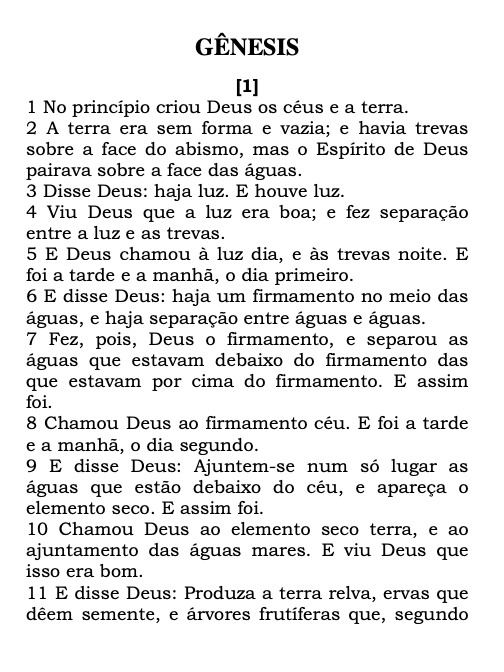 GÊNESIS
[1]
1 No princípio criou Deus os céus e a terra.
2 A terra era sem forma e vazia; e havia trevas
sobre a face do abismo, mas o Espírito de Deus
pairava sobre a face das águas.
3 Disse Deus: haja luz. E houve luz.
4 Viu Deus que a luz era boa; e fez separação
entre a luz e as trevas.
5 E Deus chamou à luz dia, e às trevas noite. E
foi a tarde e a manhã, o dia primeiro.
6 E disse Deus: haja um firmamento no meio das
águas, e haja separação entre águas e águas.
7 Fez, pois, Deus o firmamento, e separou as
águas que estavam debaixo do firmamento das
que estavam por cima do firmamento. E assim
foi.
8 Chamou Deus ao firmamento céu. E foi a tarde
e a manhã, o dia segundo.
9 E disse Deus: Ajuntem-se num só lugar as
águas que estão debaixo do céu, e apareça o
elemento seco. E assim foi.
10 Chamou Deus ao elemento seco terra, e ao
ajuntamento das águas mares. E viu Deus que
isso era bom.
11 E disse Deus: Produza a terra relva, ervas que
dêem semente, e árvores frutíferas que, segundo